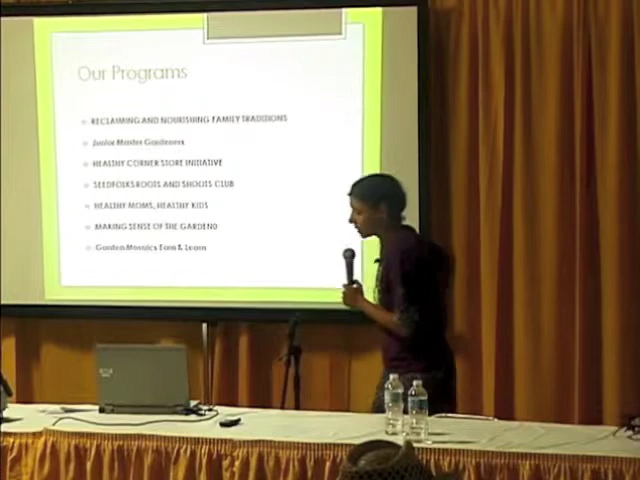 Our Programs
RECLAIMING AND NOURISHING FAMILY TRADITIONS
Junior Master Gardeners
HEALTHY CORNER STORE INITIATIVE
SEEDFOLKS ROOTS AND SHOOTS CLUB
HEALTHY MOMS, HEALTHY KIDS
MAKING SENSE OF THE GARDEN
Garden Mosaics Earn & Learn